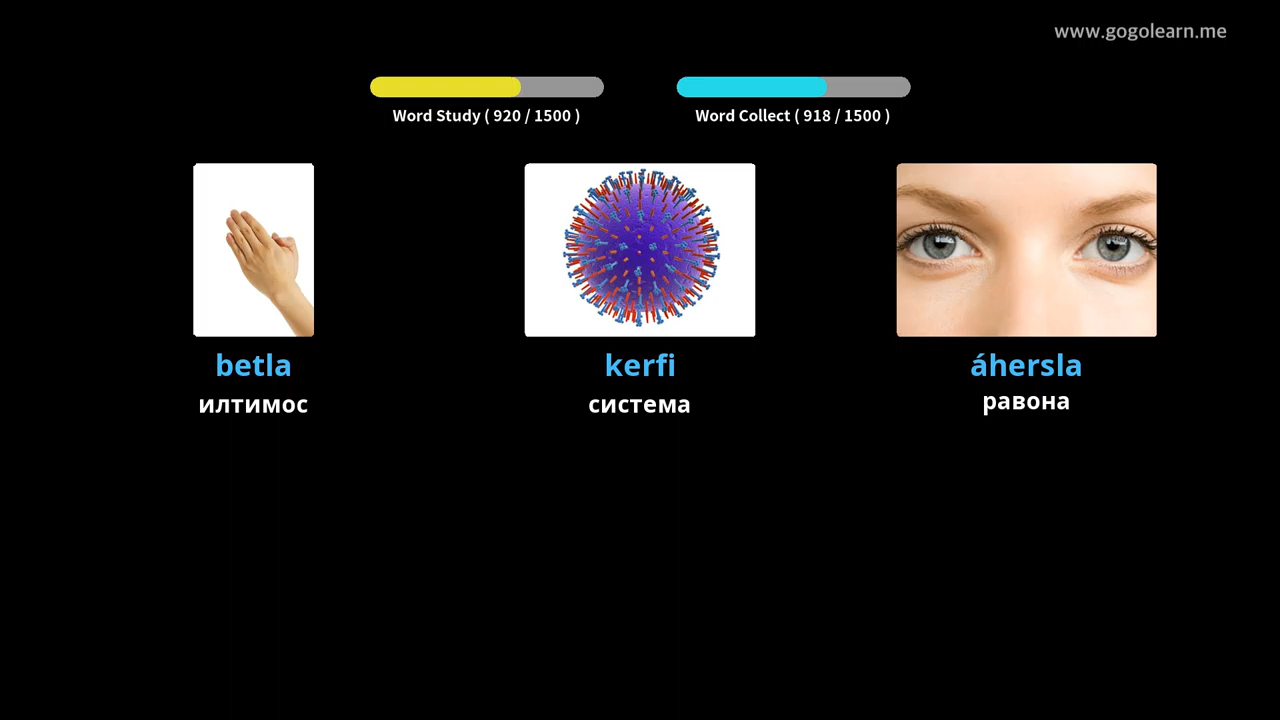 www.gogolearn.me
Word Study ( 920 / 1500 )
Word Collect ( 918 / 1500 )
betla
kerfi
áhersla
илтимос
система
равона